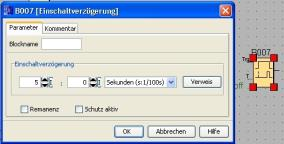 B007 [Einschaltverzögerung]
Parameter Kommentar
Blockname
Einschaltverzögerung
5 : 0 Sekunden (s:1/100s) Verweis
Remanenz Schutz aktiv
OK Abbrechen Hilfe
B007
Trg
T
off